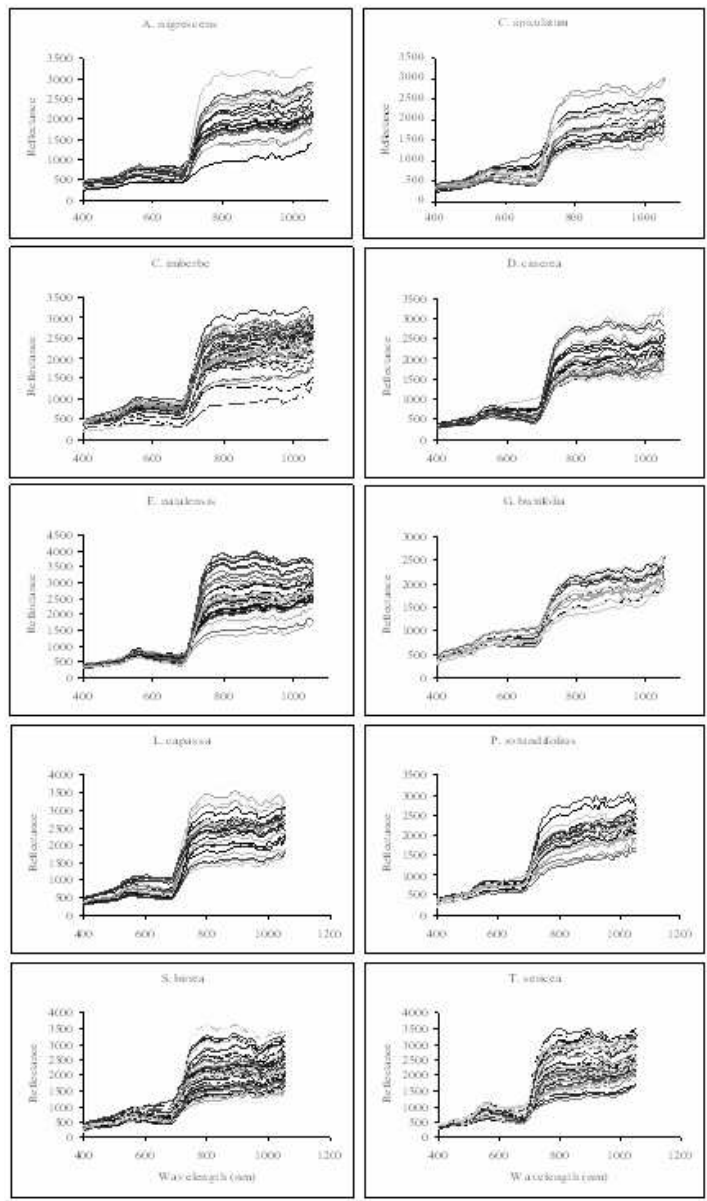 A. nigrescens
Reflectance
3500
3000
2500
2000
1500
1000
500
0
400 600 800 1000
C. apiculatum
Reflectance
3500
3000
2500
2000
1500
1000
500
0
400 600 800 1000
C. imberbe
Reflectance
3500
3000
2500
2000
1500
1000
500
0
400 600 800 1000
D. cinerea
Reflectance
3500
3000
2500
2000
1500
1000
500
0
400 600 800 1000
E. natalensis
Reflectance
4500
4000
3500
3000
2500
2000
1500
1000
500
0
400 600 800 1000
G. buxifolia
Reflectance
3000
2500
2000
1500
1000
500
0
400 600 800 1000
L. capassa
Reflectance
4000
3500
3000
2500
2000
1500
1000
500
0
400 600 800 1000 1200
P. rotundifolius
Reflectance
3500
3000
2500
2000
1500
1000
500
0
400 600 800 1000 1200
S. birrea
Reflectance
4000
3500
3000
2500
2000
1500
1000
500
0
400 600 800 1000 1200
Wavelength (nm)
T. sericea
Reflectance
4000
3500
3000
2500
2000
1500
1000
500
0
400 600 800 1000 1200
Wavelength (nm)